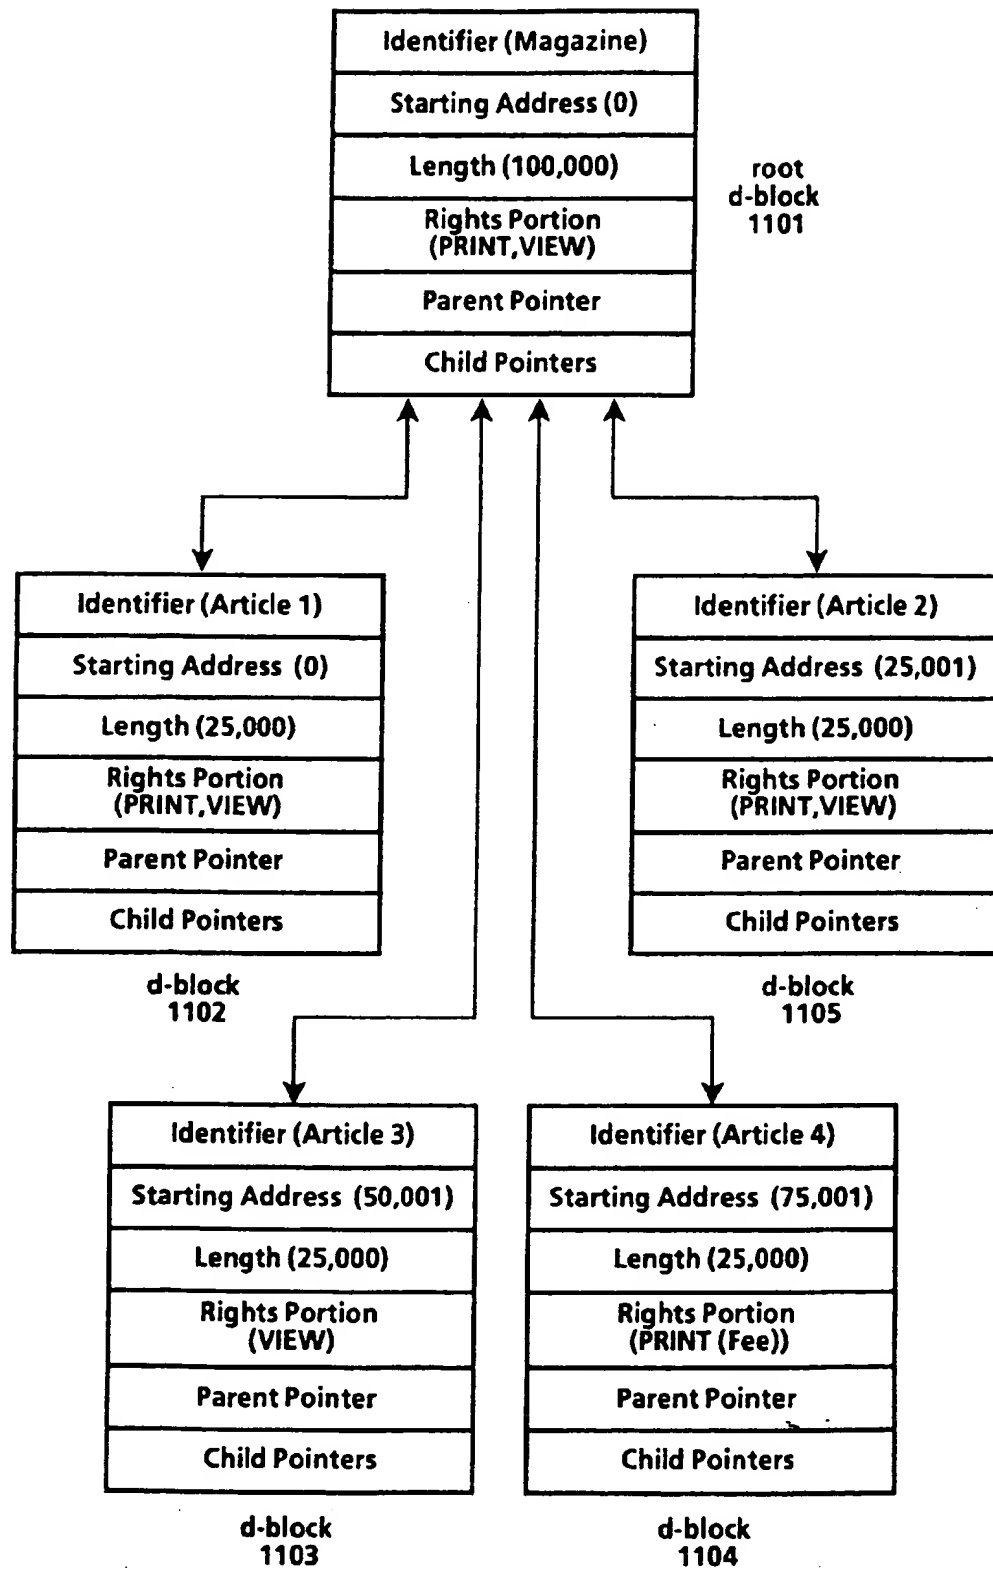 Identifier (Magazine)
Starting Address (0)
Length (100,000)
Rights Portion
(PRINT,VIEW)
Parent Pointer
Child Pointers
root
d-block
1101
Identifier (Article 1)
Starting Address (0)
Length (25,000)
Rights Portion
(PRINT,VIEW)
Parent Pointer
Child Pointers
d-block
1102
Identifier (Article 2)
Starting Address (25,001)
Length (25,000)
Rights Portion
(PRINT,VIEW)
Parent Pointer
Child Pointers
d-block
1105
Identifier (Article 3)
Starting Address (50,001)
Length (25,000)
Rights Portion
(VIEW)
Parent Pointer
Child Pointers
d-block
1103
Identifier (Article 4)
Starting Address (75,001)
Length (25,000)
Rights Portion
(PRINT (Fee))
Parent Pointer
Child Pointers
d-block
1104